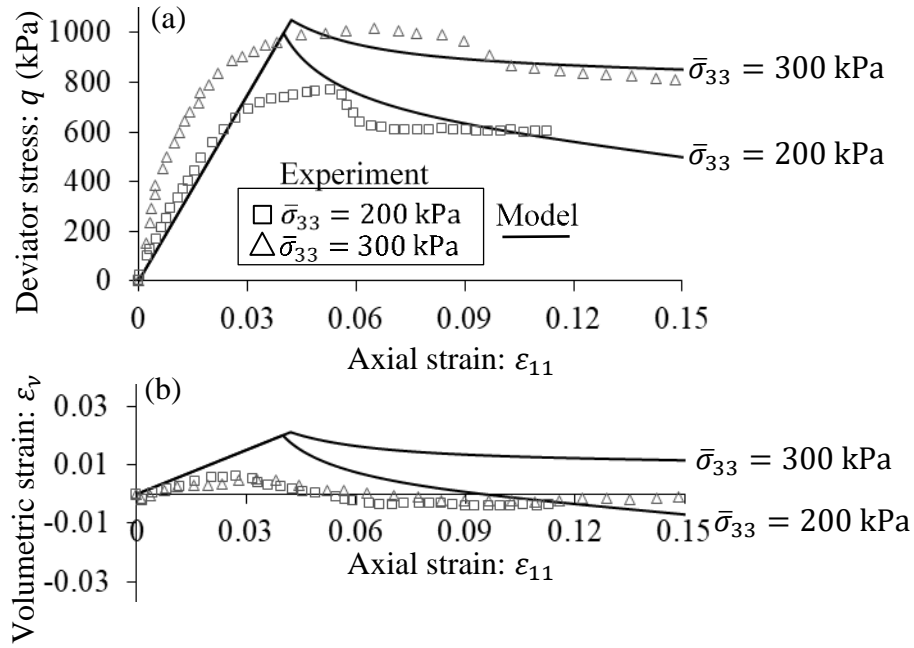 (a)
Deviator stress: q (kPa)
1000
800
600
400
200
0
σ̄₃₃ = 300 kPa
σ̄₃₃ = 200 kPa
Experiment
σ̄₃₃ = 200 kPa
σ̄₃₃ = 300 kPa
Model
0 0.03 0.06 0.09 0.12 0.15
Axial strain: ε₁₁
(b)
Volumetric strain: εᵥ
0.03
0.01
-0.01
-0.03
σ̄₃₃ = 300 kPa
σ̄₃₃ = 200 kPa
0 0.03 0.06 0.09 0.12 0.15
Axial strain: ε₁₁